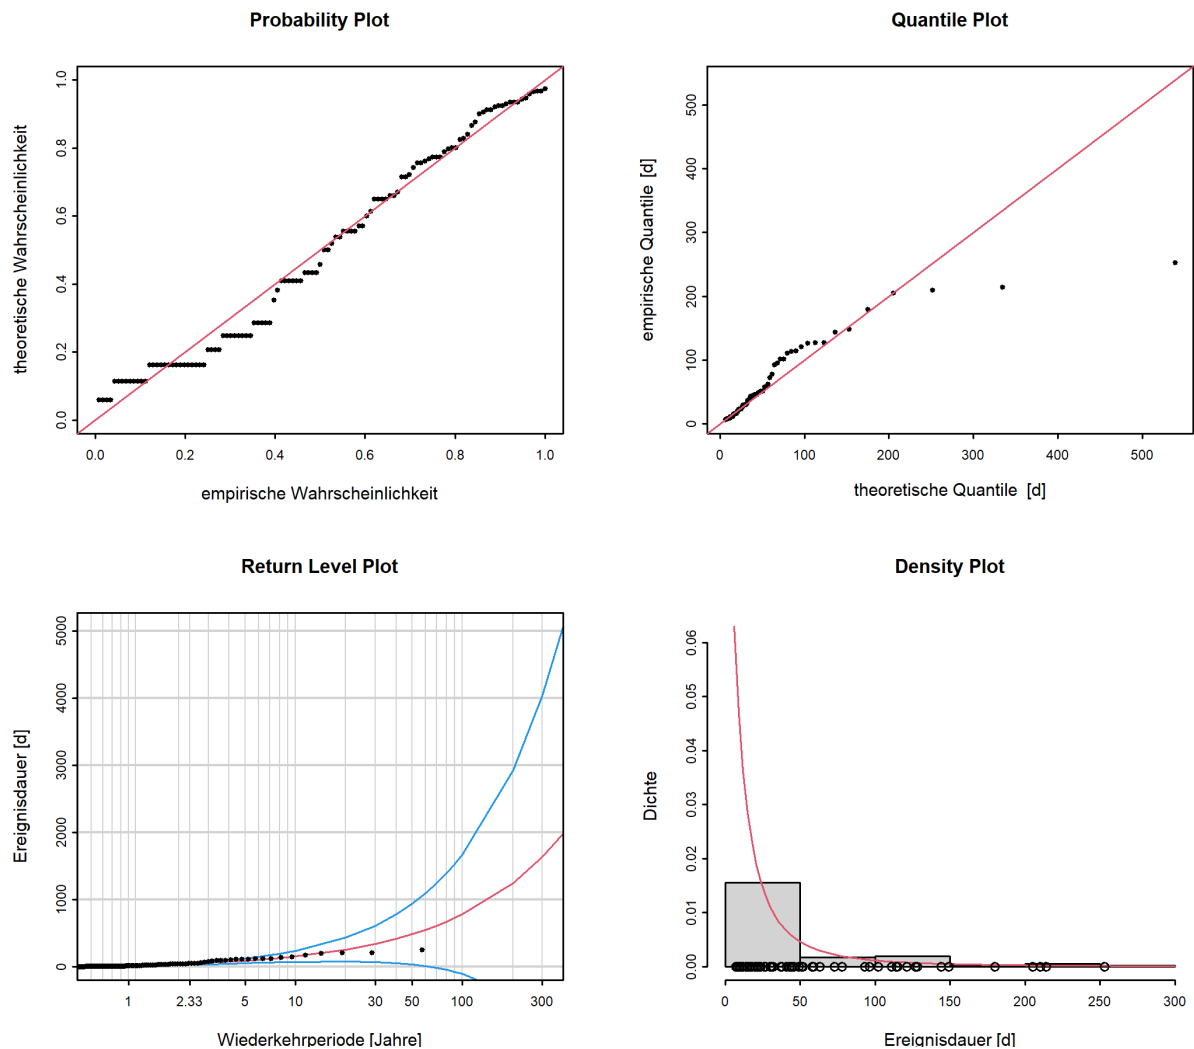 Probability Plot
theoretische Wahrscheinlichkeit
0.0 0.2 0.4 0.6 0.8 1.0
0.0 0.2 0.4 0.6 0.8 1.0
empirische Wahrscheinlichkeit
Quantile Plot
empirische Quantile [d]
0 100 200 300 400 500
0 100 200 300 400 500
theoretische Quantile [d]
Return Level Plot
Ereignisdauer [d]
0 1000 2000 3000 4000 5000
1 2.33 5 10 30 50 100 300
Wiederkehrperiode [Jahre]
Density Plot
Dichte
0.00 0.01 0.02 0.03 0.04 0.05 0.06
0 50 100 150 200 250 300
Ereignisdauer [d]